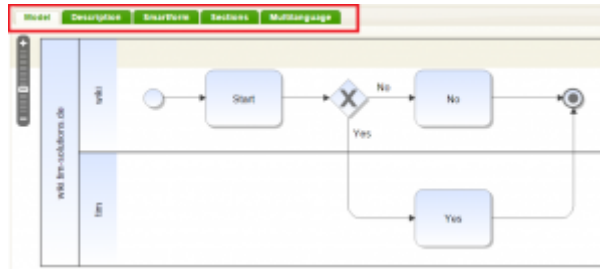 Model Description Smartform Sections Multilanguage
wiki.tim-solutions.de
wiki
Start
No
No
Yes
tim
Yes